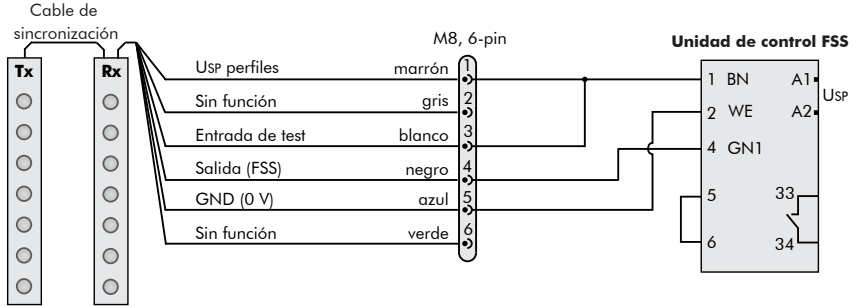 Cable de
sincronización
Tx
Rx
M8, 6-pin
USP perfiles marrón 1
Sin función gris 2
Entrada de test blanco 3
Salida (FSS) negro 4
GND (0 V) azul 5
Sin función verde 6
Unidad de control FSS
1 BN A1
USP
2 WE A2
4 GN1
5 33
6 34